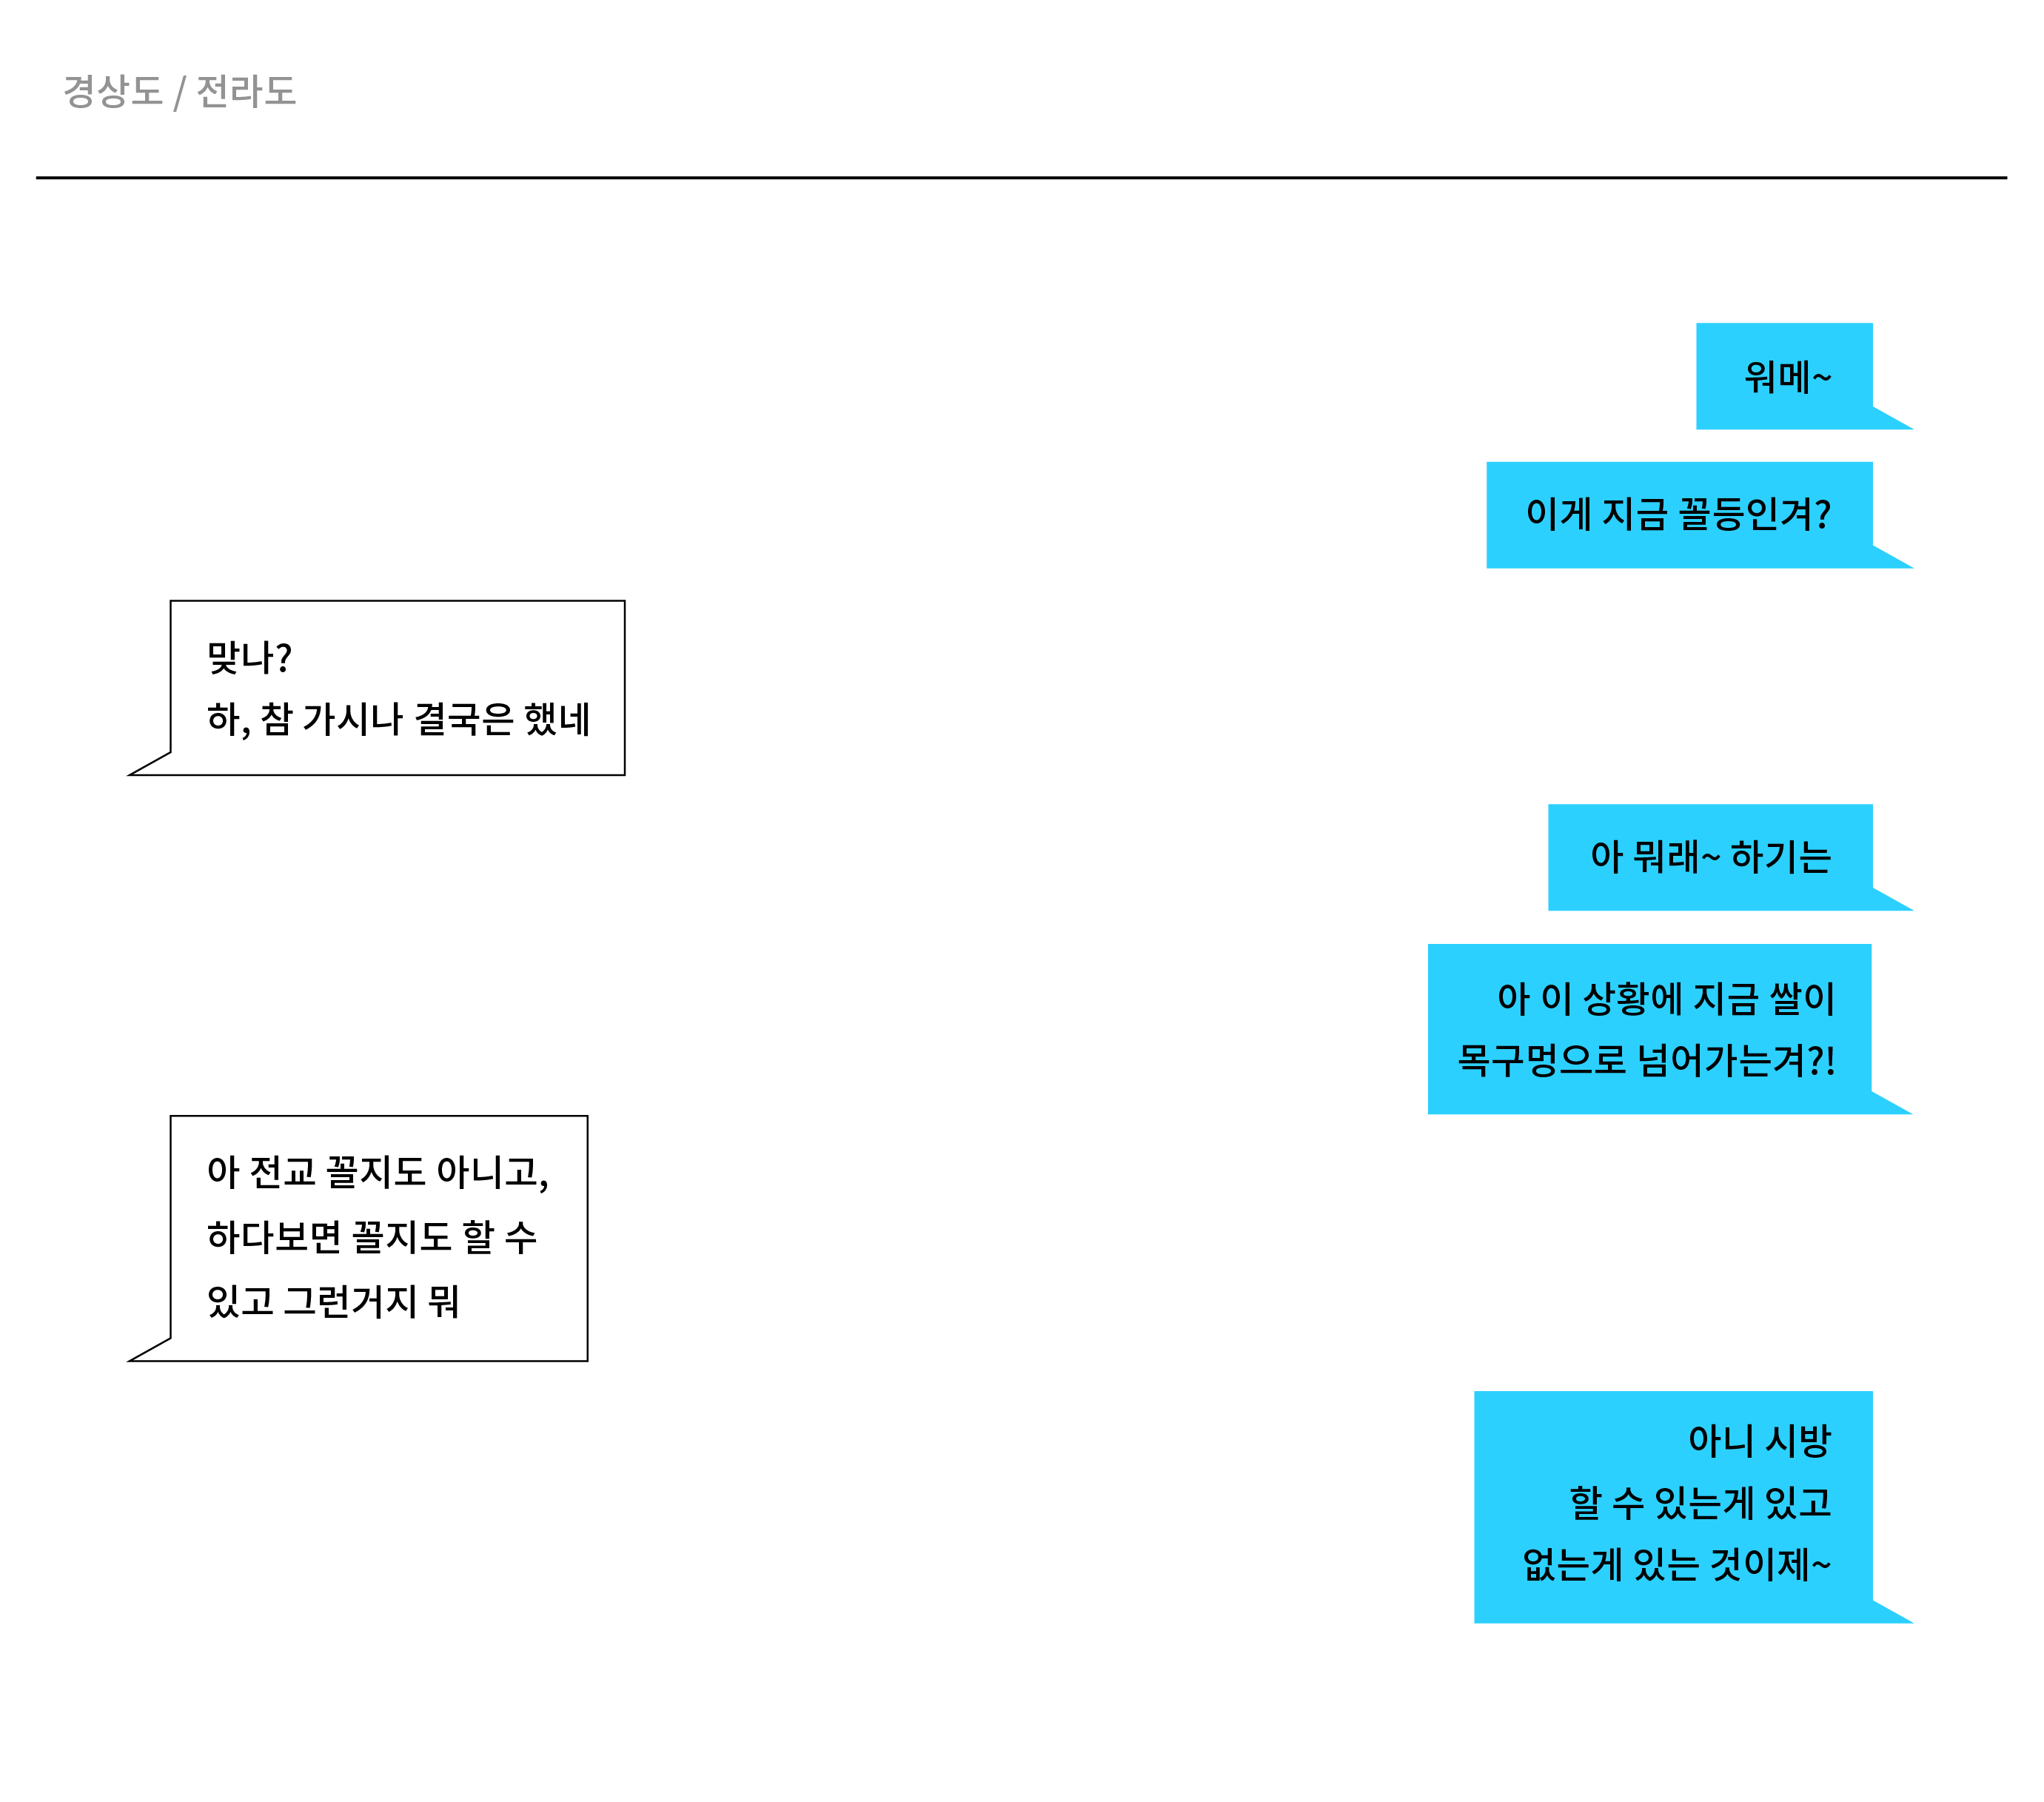 경상도 / 전라도
워메~
이게 지금 꼴등인겨?
맞나?
하, 참 가시나 결국은 했네
아 뭐래~ 하기는
아 이 상황에 지금 쌀이
목구멍으로 넘어가는겨?!
아 전교 꼴지도 아니고,
하다보면 꼴지도 할 수
있고 그런거지 뭐
아니 시방
할 수 있는게 있고
없는게 있는 것이제~